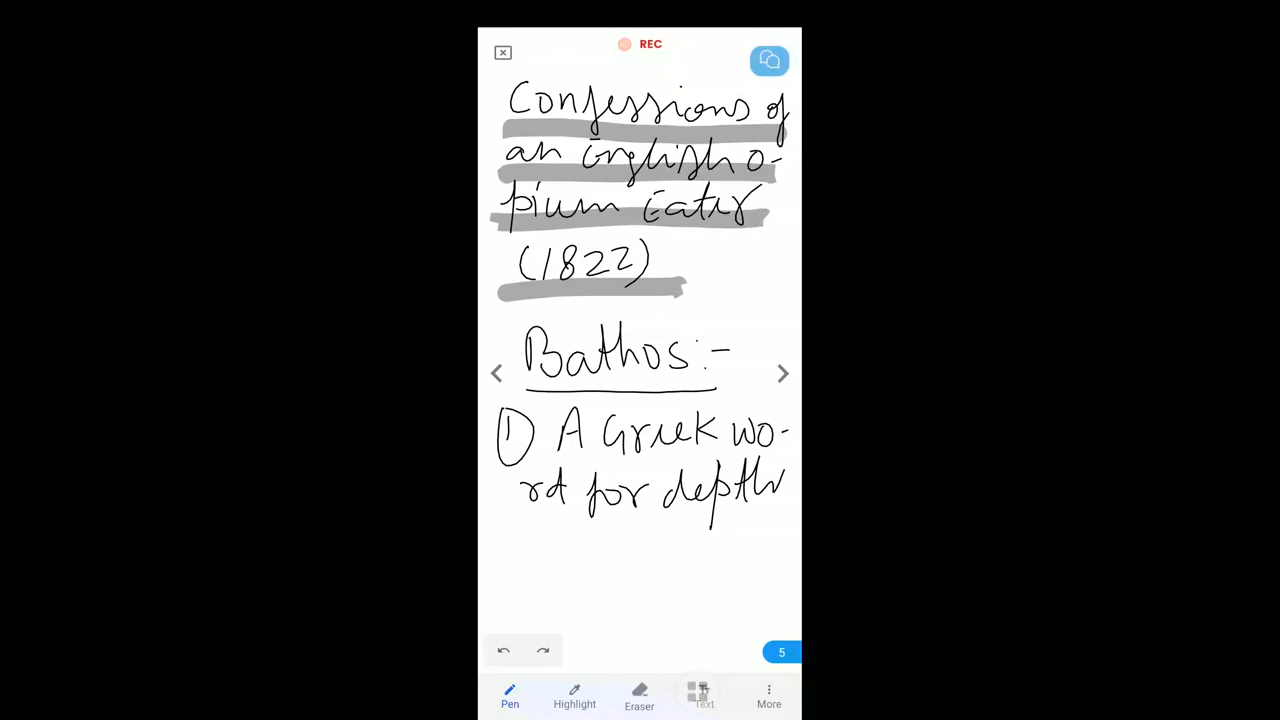 REC
Confessions of
an English o-
pium Eater
(1822)
Bathos:-
① A Greek wo-
rd for depth
5
Pen Highlight Eraser Text More